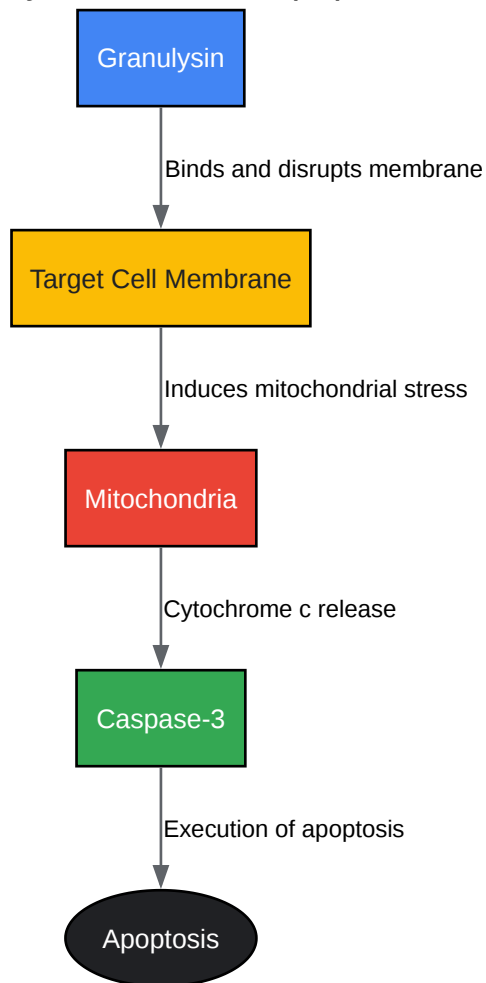 Granulysin
Binds and disrupts membrane
Target Cell Membrane
Induces mitochondrial stress
Mitochondria
Cytochrome c release
Caspase-3
Execution of apoptosis
Apoptosis